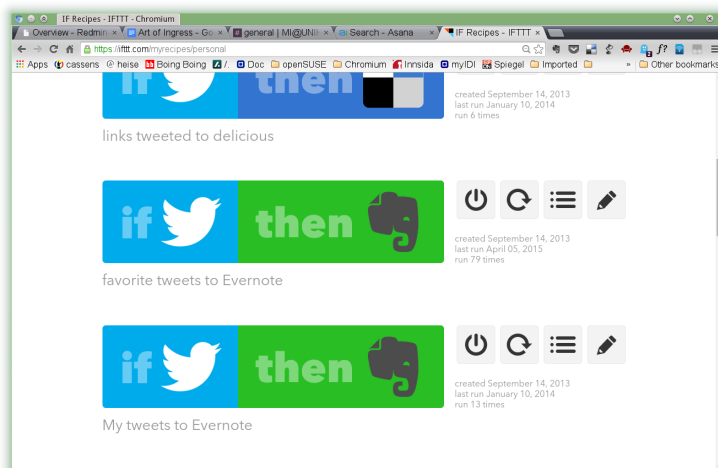 IF Recipes - IFTTT - Chromium
Overview - Redmin
Art of Ingress - Go
general | MI@UNIH
Search - Asana
IF Recipes - IFTTT
https://ifttt.com/myrecipes/personal
f?
Apps
cassens
heise
Boing Boing
/.
Doc
openSUSE
Chromium
Innsida
myIDI
Spiegel
Imported
»
Other bookmarks
if then
created September 14, 2013
last run January 10, 2014
run 6 times
links tweeted to delicious
if then
created September 14, 2013
last run April 05, 2015
run 79 times
favorite tweets to Evernote
if then
created September 14, 2013
last run January 10, 2014
run 13 times
My tweets to Evernote